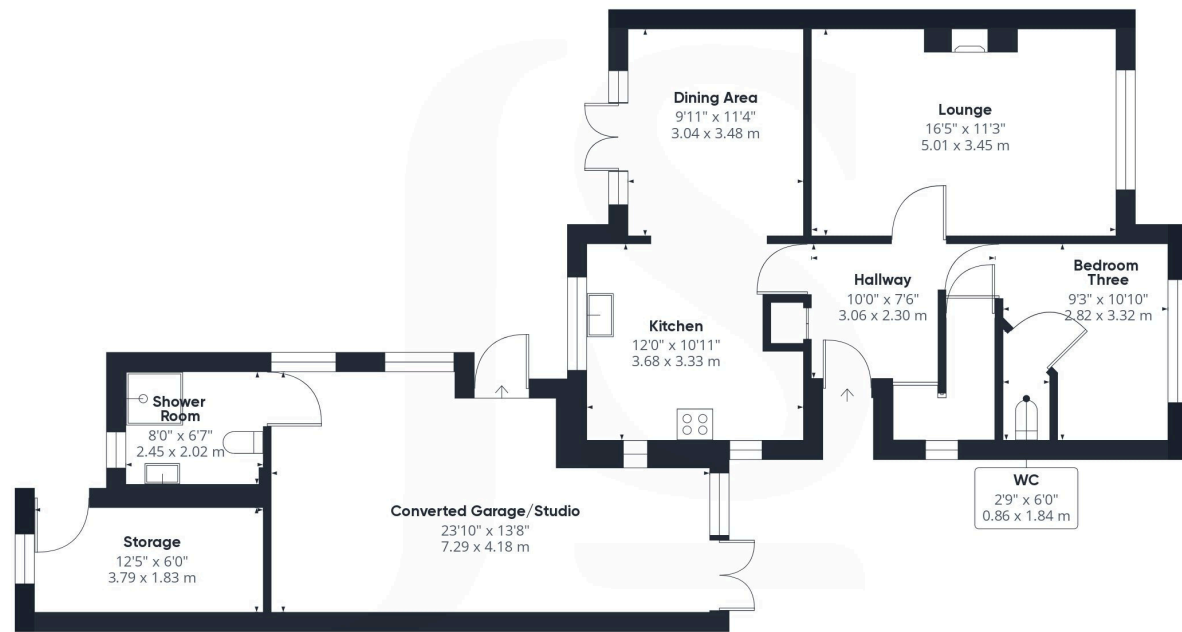 Dining Area
9'11" x 11'4"
3.04 x 3.48 m
Lounge
16'5" x 11'3"
5.01 x 3.45 m
Hallway
10'0" x 7'6"
3.06 x 2.30 m
Bedroom
Three
9'3" x 10'10"
2.82 x 3.32 m
Kitchen
12'0" x 10'11"
3.68 x 3.33 m
Shower
Room
8'0" x 6'7"
2.45 x 2.02 m
WC
2'9" x 6'0"
0.86 x 1.84 m
Converted Garage/Studio
23'10" x 13'8"
7.29 x 4.18 m
Storage
12'5" x 6'0"
3.79 x 1.83 m